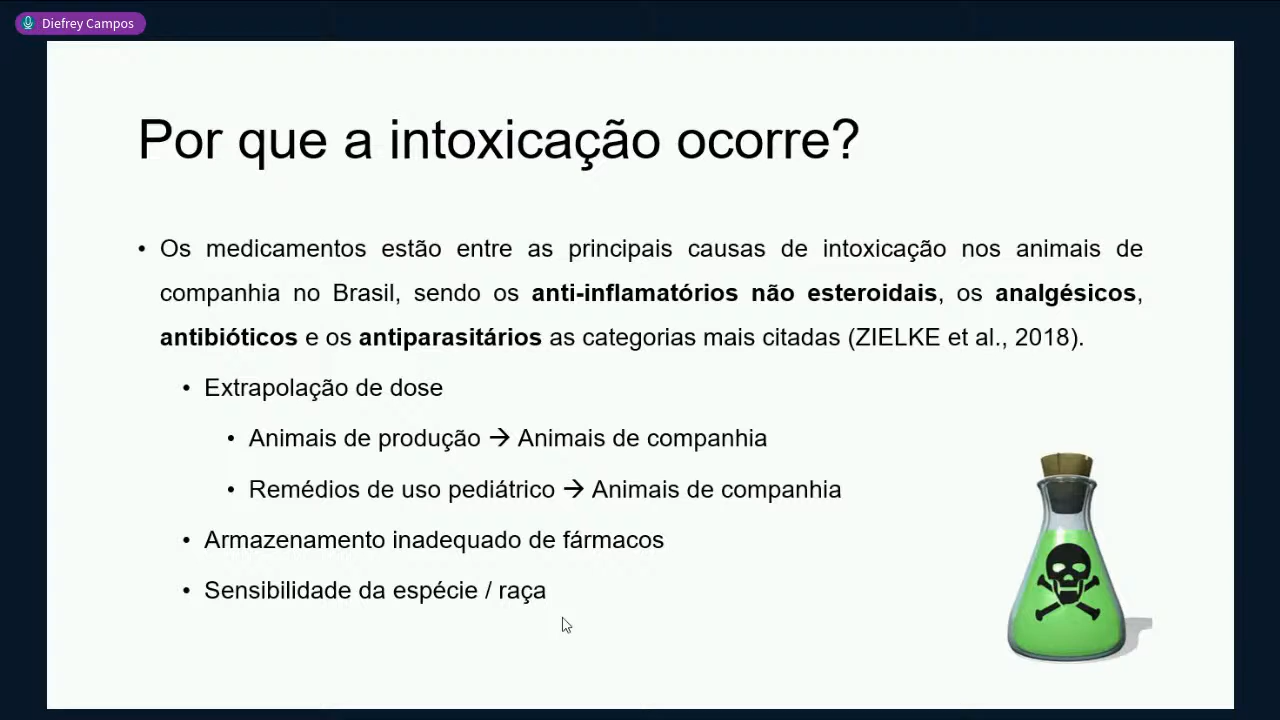 Diefrey Campos
Por que a intoxicação ocorre?
• Os medicamentos estão entre as principais causas de intoxicação nos animais de
companhia no Brasil, sendo os anti-inflamatórios não esteroidais, os analgésicos,
antibióticos e os antiparasitários as categorias mais citadas (ZIELKE et al., 2018).
• Extrapolação de dose
• Animais de produção → Animais de companhia
• Remédios de uso pediátrico → Animais de companhia
• Armazenamento inadequado de fármacos
• Sensibilidade da espécie / raça